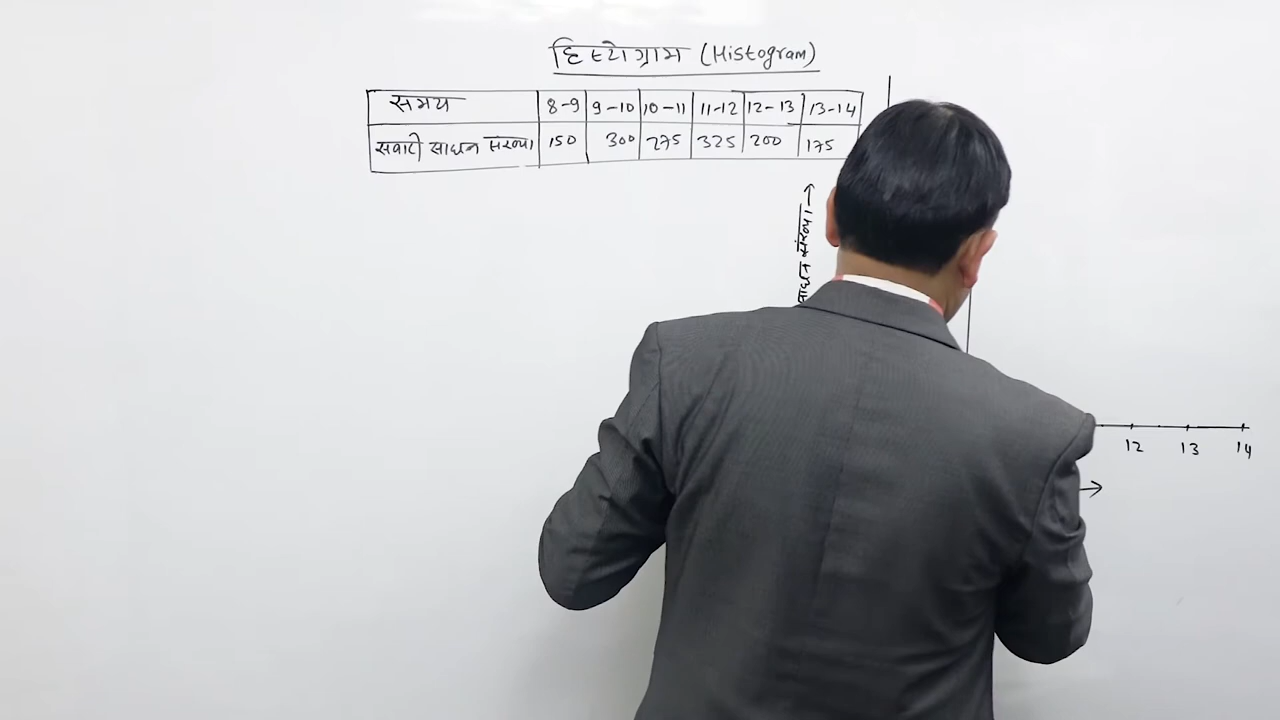 हिस्टोग्राम (Histogram)
समय 8-9 9-10 10-11 11-12 12-13 13-14
सवारी साधन संख्या 150 300 275 325 200 175
साधन संख्या →
12 13 14
→